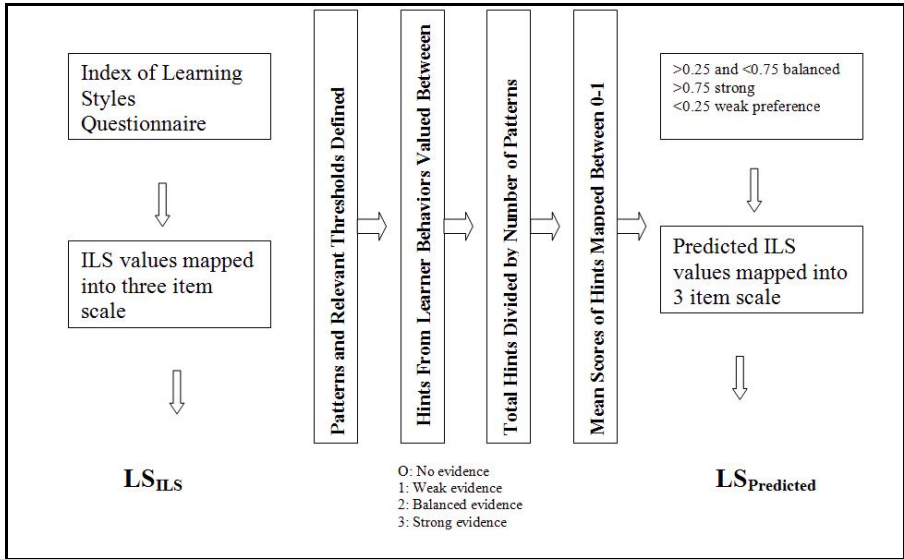 Index of Learning
Styles
Questionnaire
ILS values mapped
into three item
scale
LS_ILS
Patterns and Relevant Thresholds Defined
Hints From Learner Behaviors Valued Betweeen
Total Hints Divided by Number of Patterns
Mean Scores of Hints Mapped Between 0-1
O: No evidence
1: Weak evidence
2: Balanced evidence
3: Strong evidence
>0.25 and <0.75 balanced
>0.75 strong
<0.25 weak preference
Predicted ILS
values mapped into
3 item scale
LS_Predicted